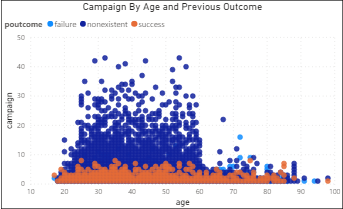 Campaign By Age and Previous Outcome
poutcome failure nonexistent success
campaign
50
40
30
20
10
0
10 20 30 40 50 60 70 80 90 100
age